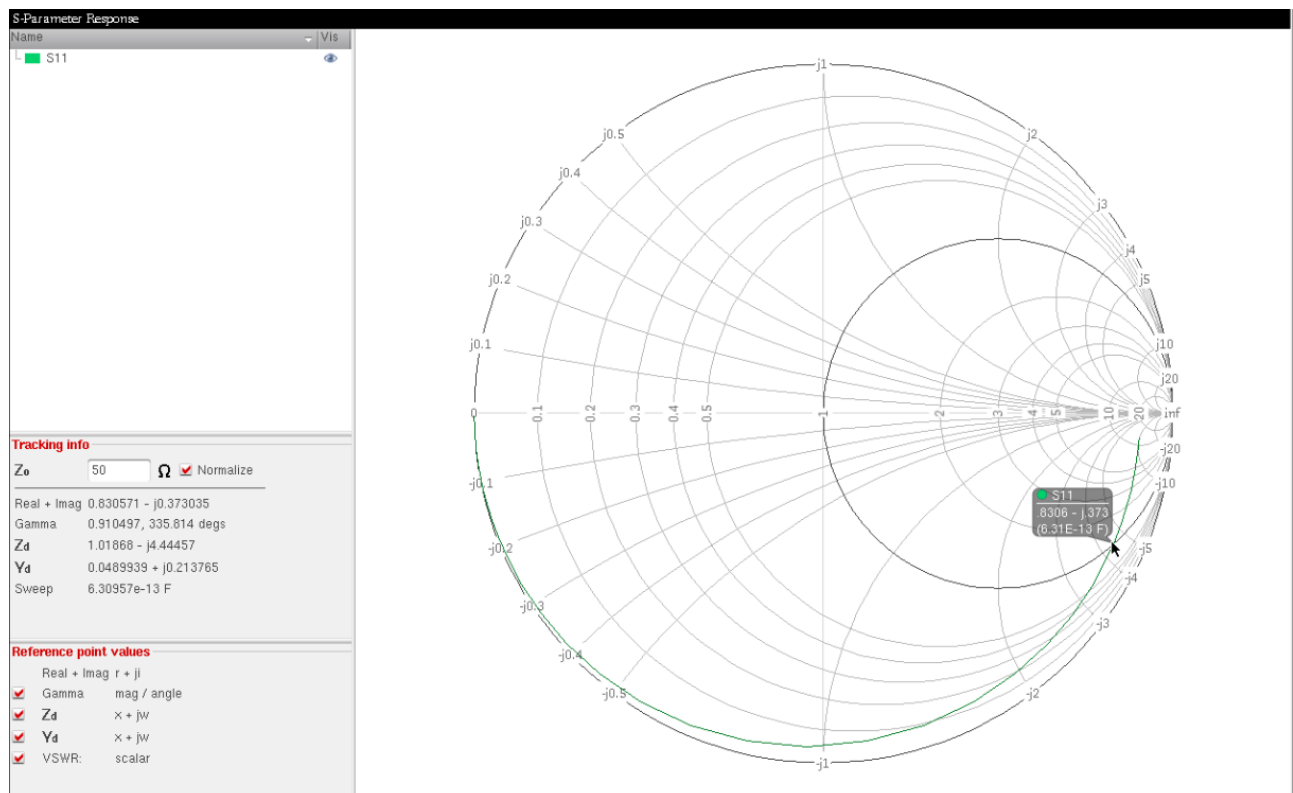 S-Parameter Response
Name Vis
S11
Tracking info
Zo 50 Ω Normalize
Real + Imag 0.830571 - j0.373035
Gamma 0.910497, 335.814 degs
Zd 1.01868 - j4.44457
Yd 0.0489939 + j0.213765
Sweep 6.30957e-13 F
Reference point values
Real + Imag r + ji
Gamma mag / angle
Zd x + jw
Yd x + jw
VSWR: scalar
j1
j0.5 j2
j0.4
j3
j0.3
j4
j0.2 j5
j0.1 j10
j20
0 0.1 0.2 0.3 0.4 0.5 1 2 3 4 5 10 20 inf
-j20
-j0.1 -j10
S11
.8306 - j.373
(6.31E-13 F)
-j0.2 -j5
-j4
-j0.3
-j3
-j0.4
-j0.5 -j2
-j1